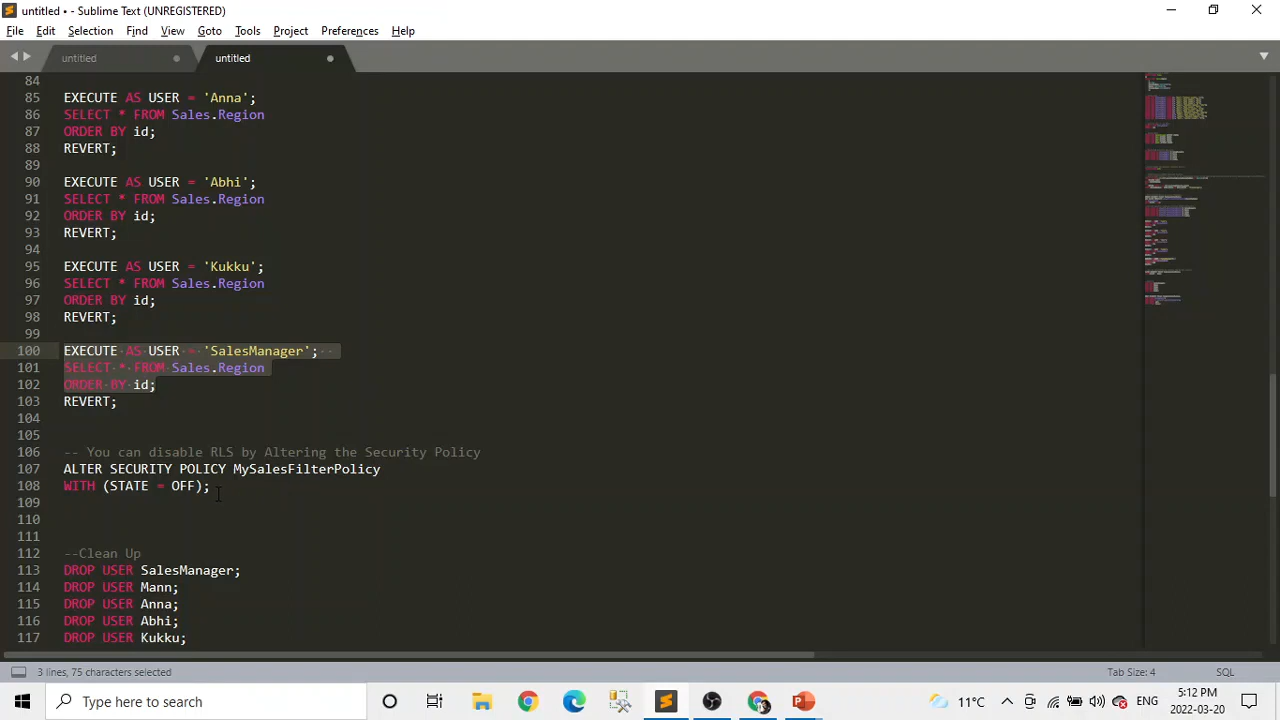 untitled • - Sublime Text (UNREGISTERED)
File Edit Selection Find View Goto Tools Project Preferences Help
untitled untitled
84
85 EXECUTE AS USER = 'Anna';
86 SELECT * FROM Sales.Region
87 ORDER BY id;
88 REVERT;
89
90 EXECUTE AS USER = 'Abhi';
91 SELECT * FROM Sales.Region
92 ORDER BY id;
93 REVERT;
94
95 EXECUTE AS USER = 'Kukku';
96 SELECT * FROM Sales.Region
97 ORDER BY id;
98 REVERT;
99
100 EXECUTE AS USER = 'SalesManager';
101 SELECT * FROM Sales.Region
102 ORDER BY id;
103 REVERT;
104
105
106 -- You can disable RLS by Altering the Security Policy
107 ALTER SECURITY POLICY MySalesFilterPolicy
108 WITH (STATE = OFF);
109
110
111
112 --Clean Up
113 DROP USER SalesManager;
114 DROP USER Mann;
115 DROP USER Anna;
116 DROP USER Abhi;
117 DROP USER Kukku;
3 lines, 75 characters selected Tab Size: 4 SQL
Type here to search 11°C ENG 5:12 PM
2022-03-20